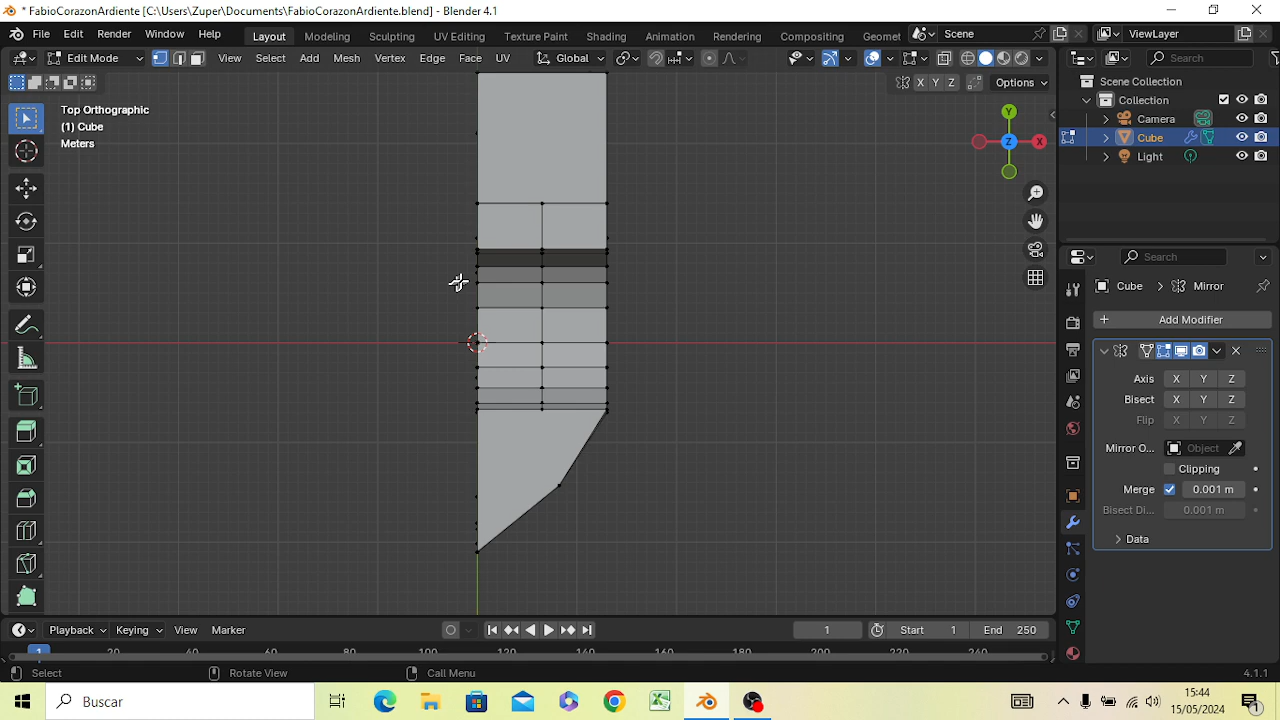 * FabioCorazonArdiente [C:\Users\Zuper\Documents\FabioCorazonArdiente.blend] - Blender 4.1
File Edit Render Window Help Layout Modeling Sculpting UV Editing Texture Paint Shading Animation Rendering Compositing Geomet Scene ViewLayer
Edit Mode View Select Add Mesh Vertex Edge Face UV Global Search
X Y Z Options
Top Orthographic
(1) Cube
Meters
Scene Collection
Collection
Camera
Cube
Light
Y
Z X
Search
Cube > Mirror
+ Add Modifier
Axis X Y Z
Bisect X Y Z
Flip X Y Z
Mirror O... Object
Clipping
Merge 0.001 m
Bisect Di... 0.001 m
Data
Playback Keying View Marker 1 Start 1 End 250
1 20 40 60 80 100 120 140 160 180 200 220 240
Select Rotate View Call Menu 4.1.1
Buscar
15:44
15/05/2024
1